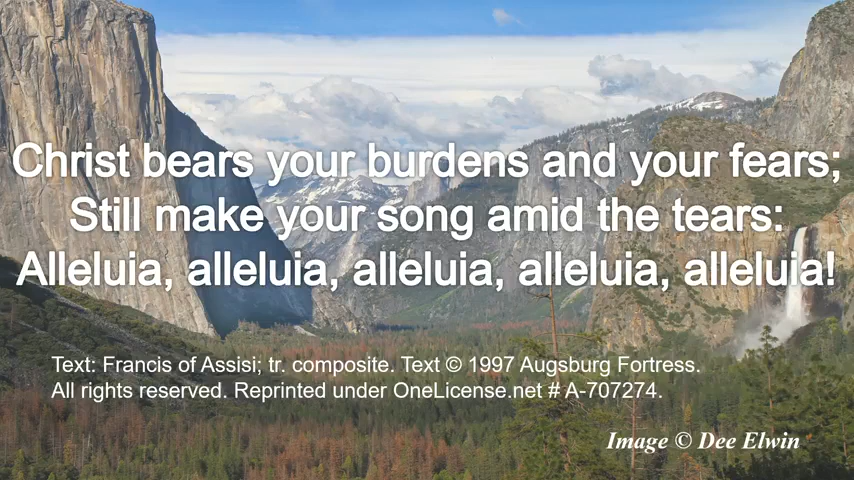 Christ bears your burdens and your fears;
Still make your song amid the tears:
Alleluia, alleluia, alleluia, alleluia, alleluia!
Text: Francis of Assisi; tr. composite. Text © 1997 Augsburg Fortress.
All rights reserved. Reprinted under OneLicense.net # A-707274.
Image © Dee Elwin